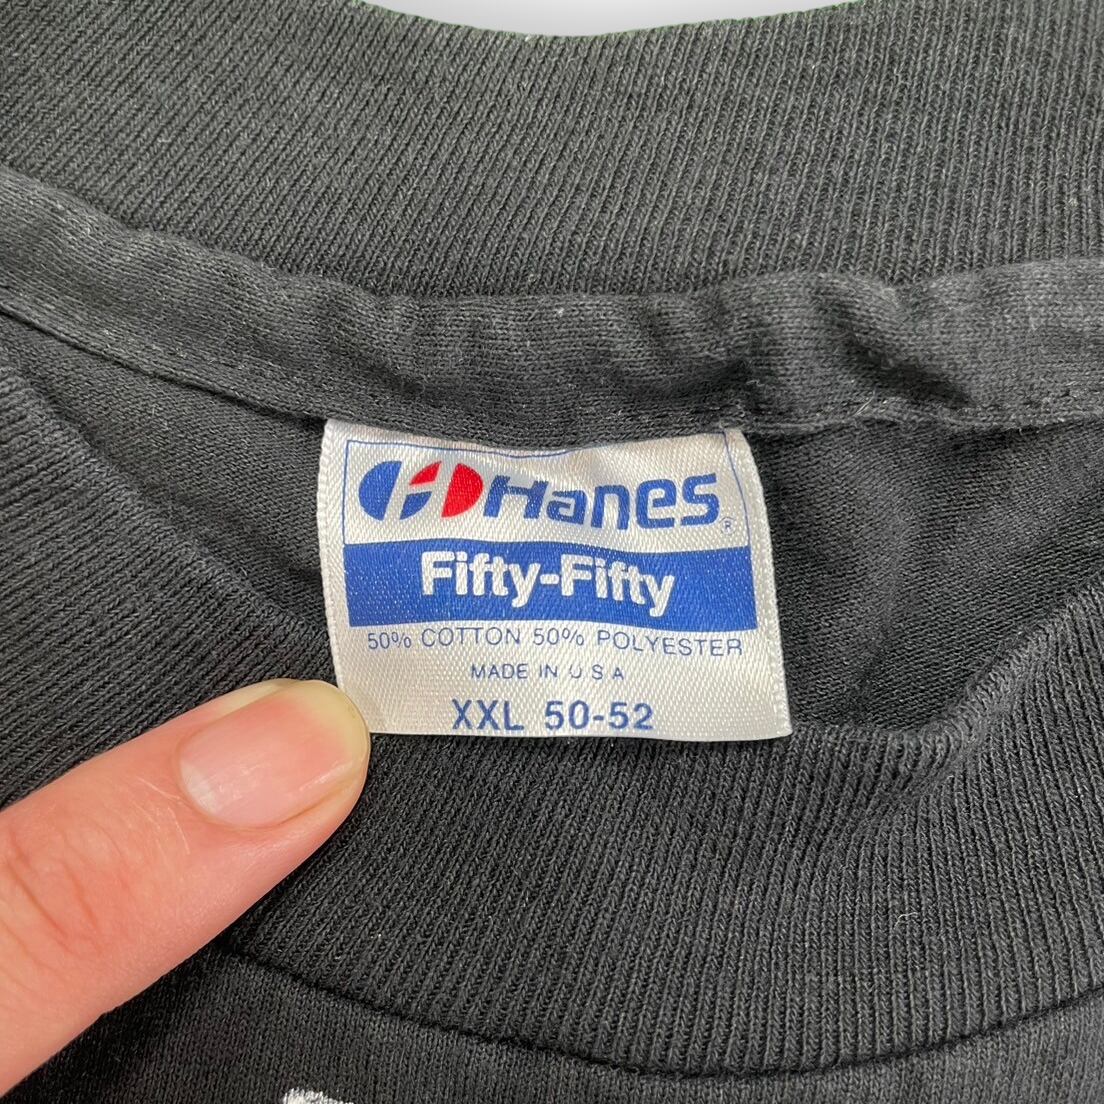 Hanes®
Fifty-Fifty
50% COTTON 50% POLYESTER
MADE IN U S A
XXL 50-52